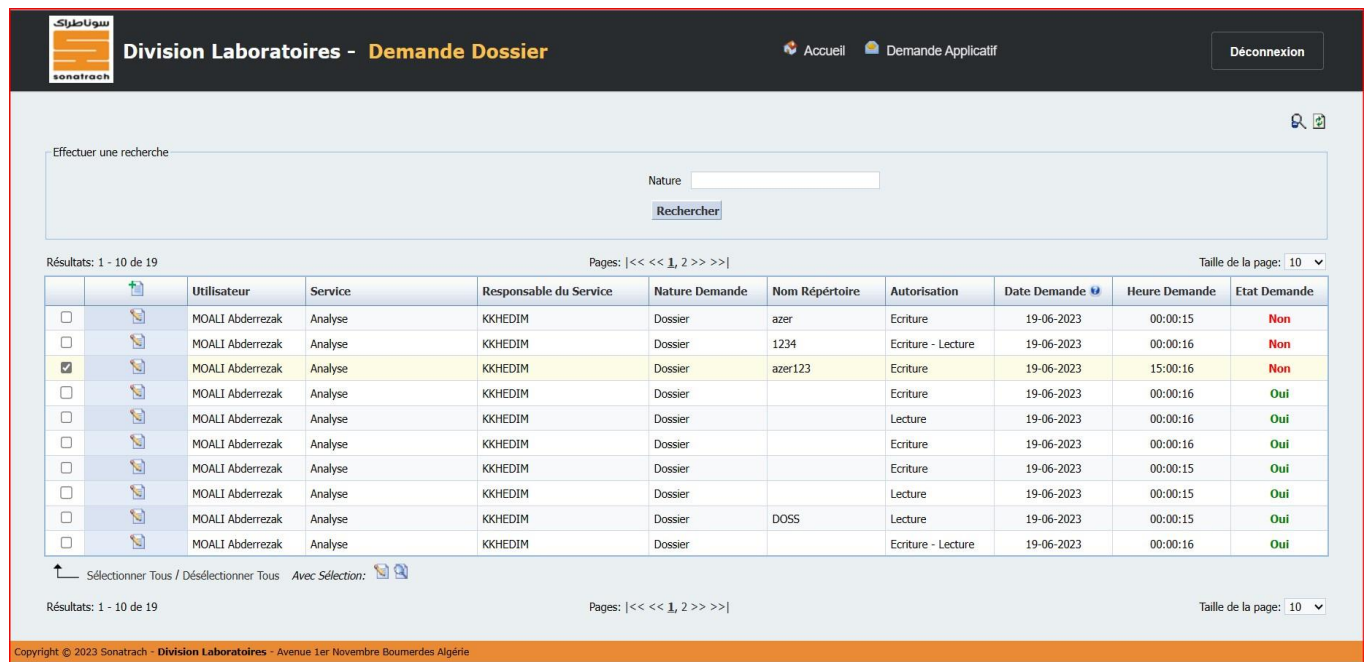 سوناطراك
sonatrach
Division Laboratoires - Demande Dossier
Accueil Demande Applicatif
Déconnexion
Effectuer une recherche
Nature
Rechercher
Résultats: 1 - 10 de 19 Pages: |<< << 1, 2 >> >>| Taille de la page: 10
Utilisateur Service Responsable du Service Nature Demande Nom Répértoire Autorisation Date Demande Heure Demande Etat Demande
MOALI Abderrezak Analyse KKHEDIM Dossier azer Ecriture 19-06-2023 00:00:15 Non
MOALI Abderrezak Analyse KKHEDIM Dossier 1234 Ecriture - Lecture 19-06-2023 00:00:16 Non
MOALI Abderrezak Analyse KKHEDIM Dossier azer123 Ecriture 19-06-2023 15:00:16 Non
MOALI Abderrezak Analyse KKHEDIM Dossier Ecriture 19-06-2023 00:00:16 Oui
MOALI Abderrezak Analyse KKHEDIM Dossier Lecture 19-06-2023 00:00:16 Oui
MOALI Abderrezak Analyse KKHEDIM Dossier Ecriture 19-06-2023 00:00:16 Oui
MOALI Abderrezak Analyse KKHEDIM Dossier Ecriture 19-06-2023 00:00:15 Oui
MOALI Abderrezak Analyse KKHEDIM Dossier Lecture 19-06-2023 00:00:15 Oui
MOALI Abderrezak Analyse KKHEDIM Dossier DOSS Lecture 19-06-2023 00:00:15 Oui
MOALI Abderrezak Analyse KKHEDIM Dossier Ecriture - Lecture 19-06-2023 00:00:16 Oui
Sélectionner Tous / Désélectionner Tous Avec Sélection:
Résultats: 1 - 10 de 19 Pages: |<< << 1, 2 >> >>| Taille de la page: 10
Copyright © 2023 Sonatrach - Division Laboratoires - Avenue 1er Novembre Boumerdes Algérie